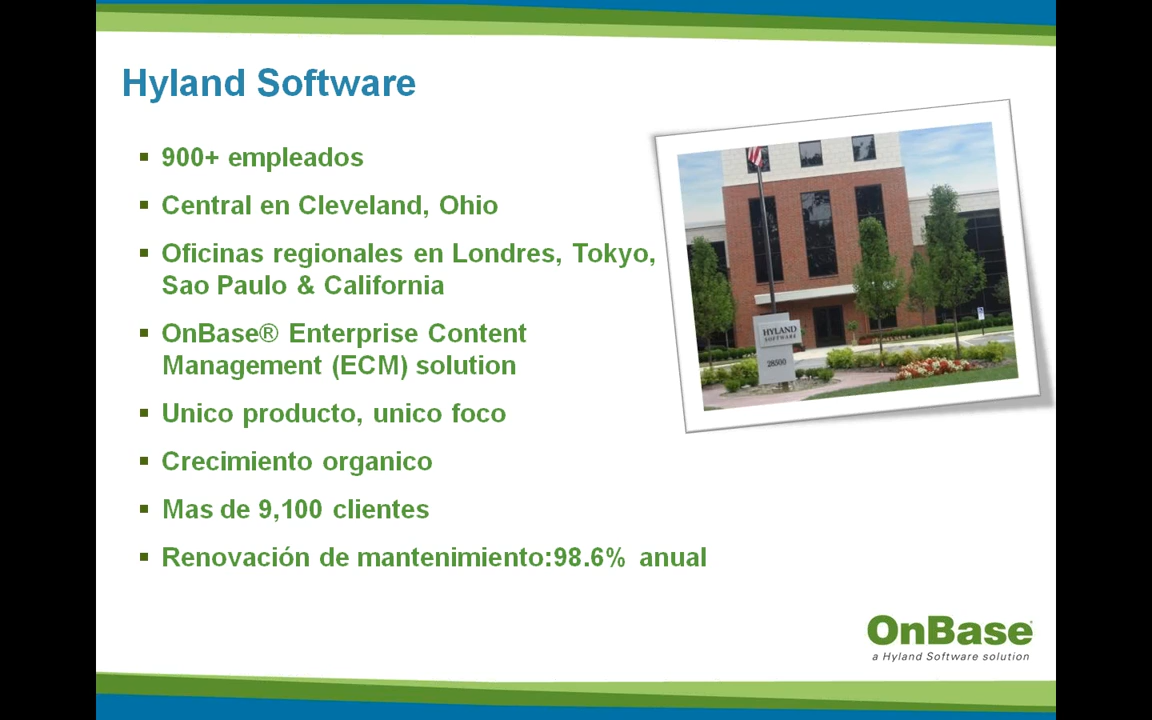 Hyland Software
900+ empleados
Central en Cleveland, Ohio
Oficinas regionales en Londres, Tokyo,
Sao Paulo & California
OnBase® Enterprise Content
Management (ECM) solution
Unico producto, unico foco
Crecimiento organico
Mas de 9,100 clientes
Renovación de mantenimiento:98.6% anual
HYLAND
SOFTWARE
28500
OnBase
a Hyland Software solution